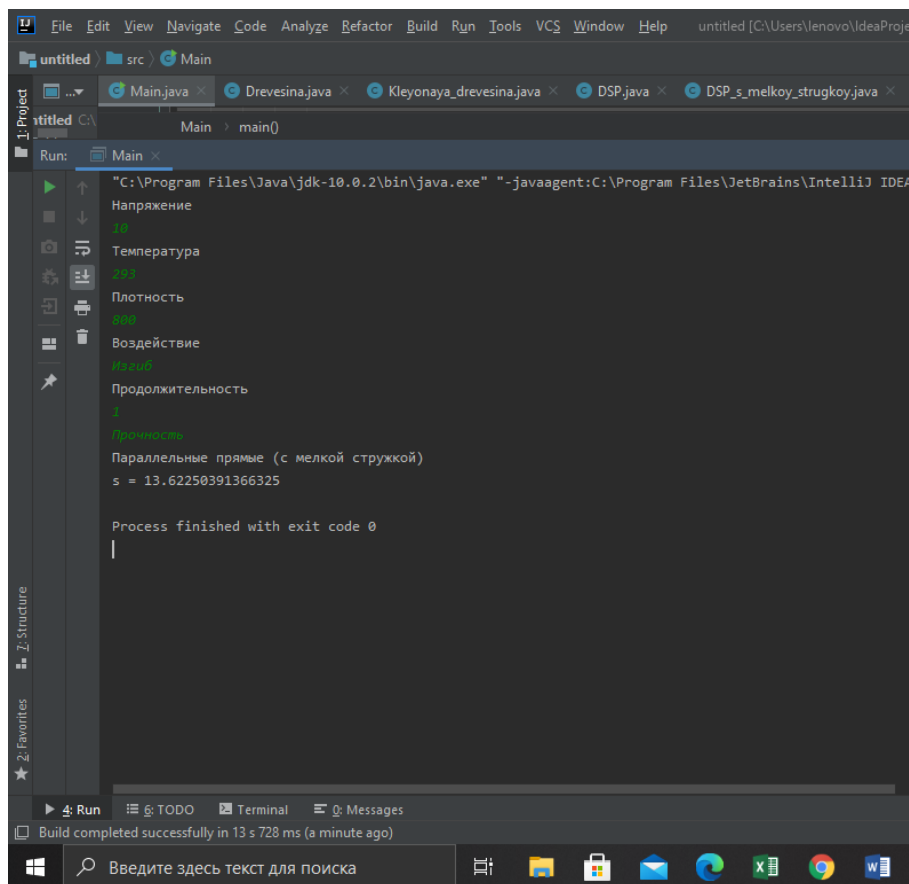 File Edit View Navigate Code Analyze Refactor Build Run Tools VCS Window Help untitled [C:\Users\lenovo\IdeaProje
untitled src Main
1: Project
... Main.java Drevesina.java Kleyonaya_drevesina.java DSP.java DSP_s_melkoy_strugkoy.java
ntitled C:\ Main main()
Run: Main
"C:\Program Files\Java\jdk-10.0.2\bin\java.exe" "-javaagent:C:\Program Files\JetBrains\IntelliJ IDEA
Напряжение
10
Температура
293
Плотность
800
Воздействие
Изгиб
Продолжительность
1
Прочность
Параллельные прямые (с мелкой стружкой)
s = 13.62250391366325
Process finished with exit code 0
7: Structure
2: Favorites
4: Run 6: TODO Terminal 0: Messages
Build completed successfully in 13 s 728 ms (a minute ago)
Введите здесь текст для поиска